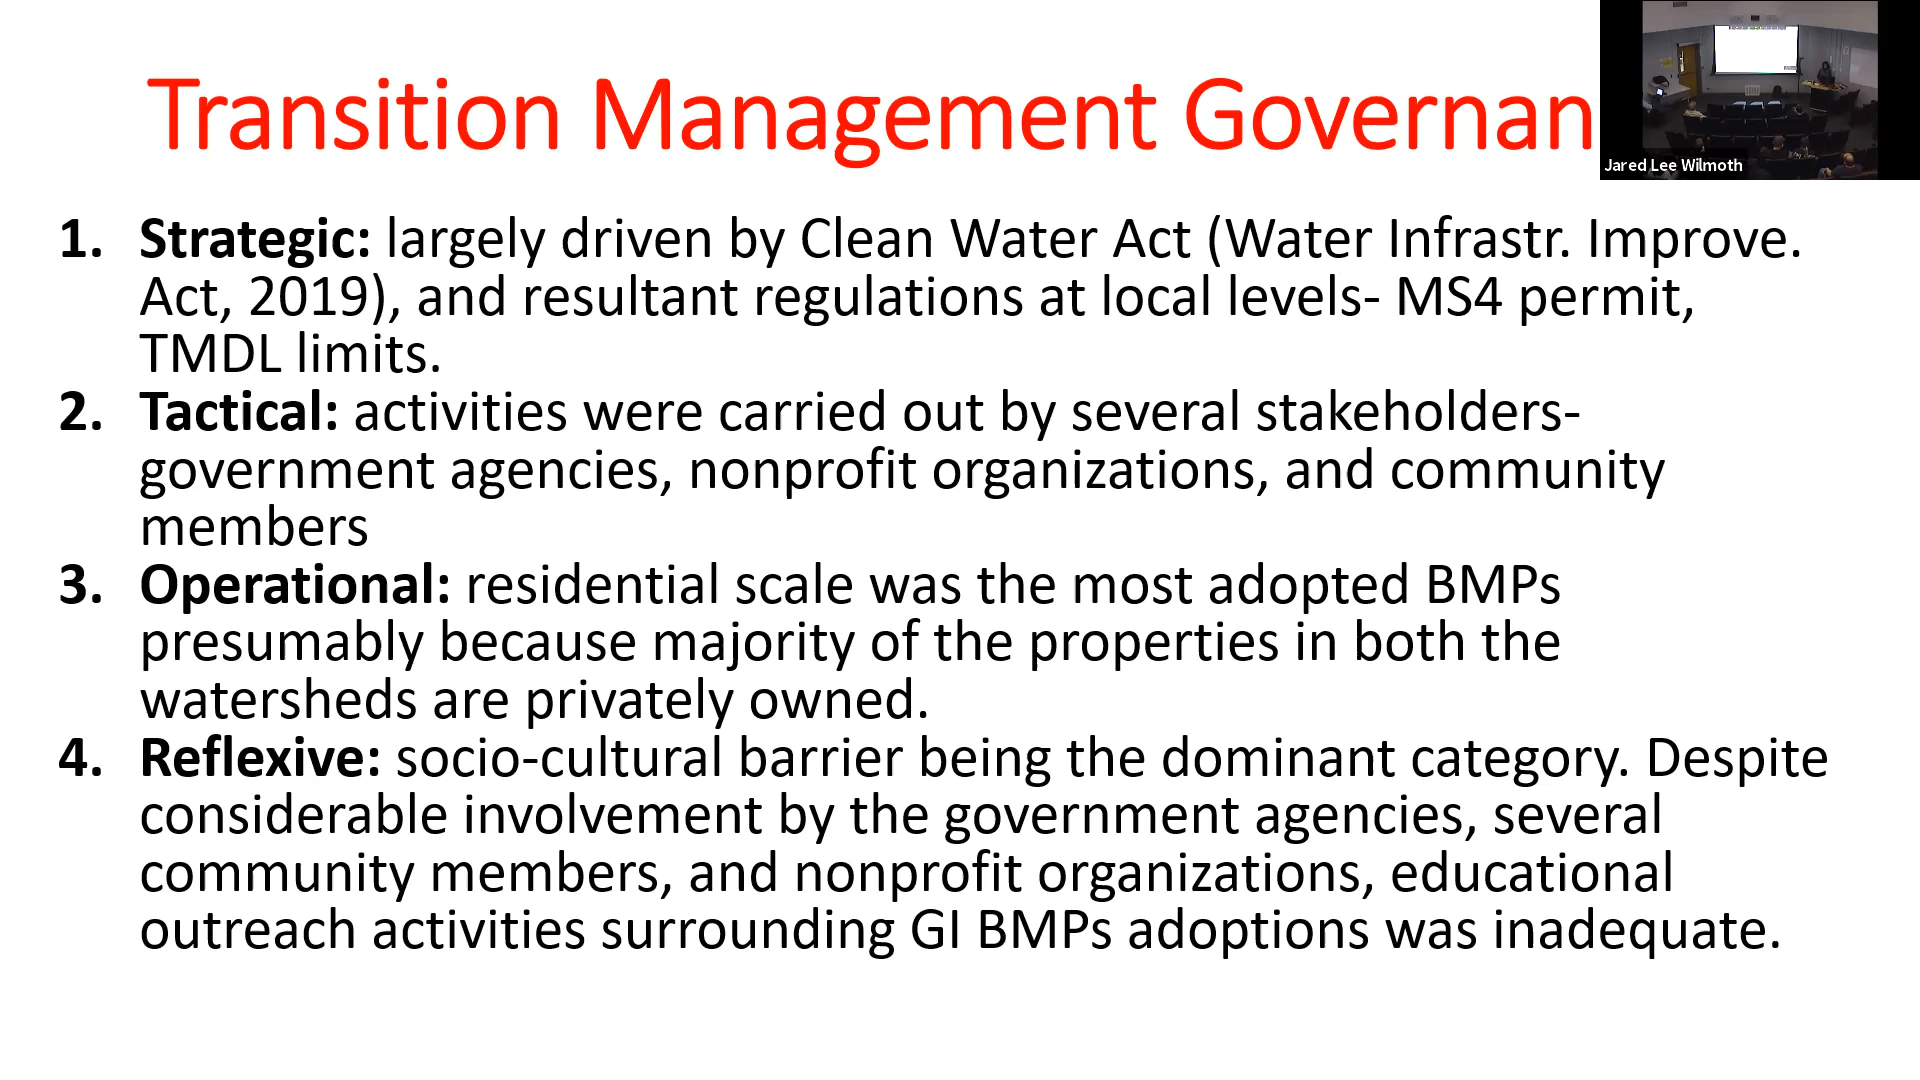 Transition Management Governan
Jared Lee Wilmoth
1. Strategic: largely driven by Clean Water Act (Water Infrastr. Improve.
Act, 2019), and resultant regulations at local levels- MS4 permit,
TMDL limits.
2. Tactical: activities were carried out by several stakeholders-
government agencies, nonprofit organizations, and community
members
3. Operational: residential scale was the most adopted BMPs
presumably because majority of the properties in both the
watersheds are privately owned.
4. Reflexive: socio-cultural barrier being the dominant category. Despite
considerable involvement by the government agencies, several
community members, and nonprofit organizations, educational
outreach activities surrounding GI BMPs adoptions was inadequate.